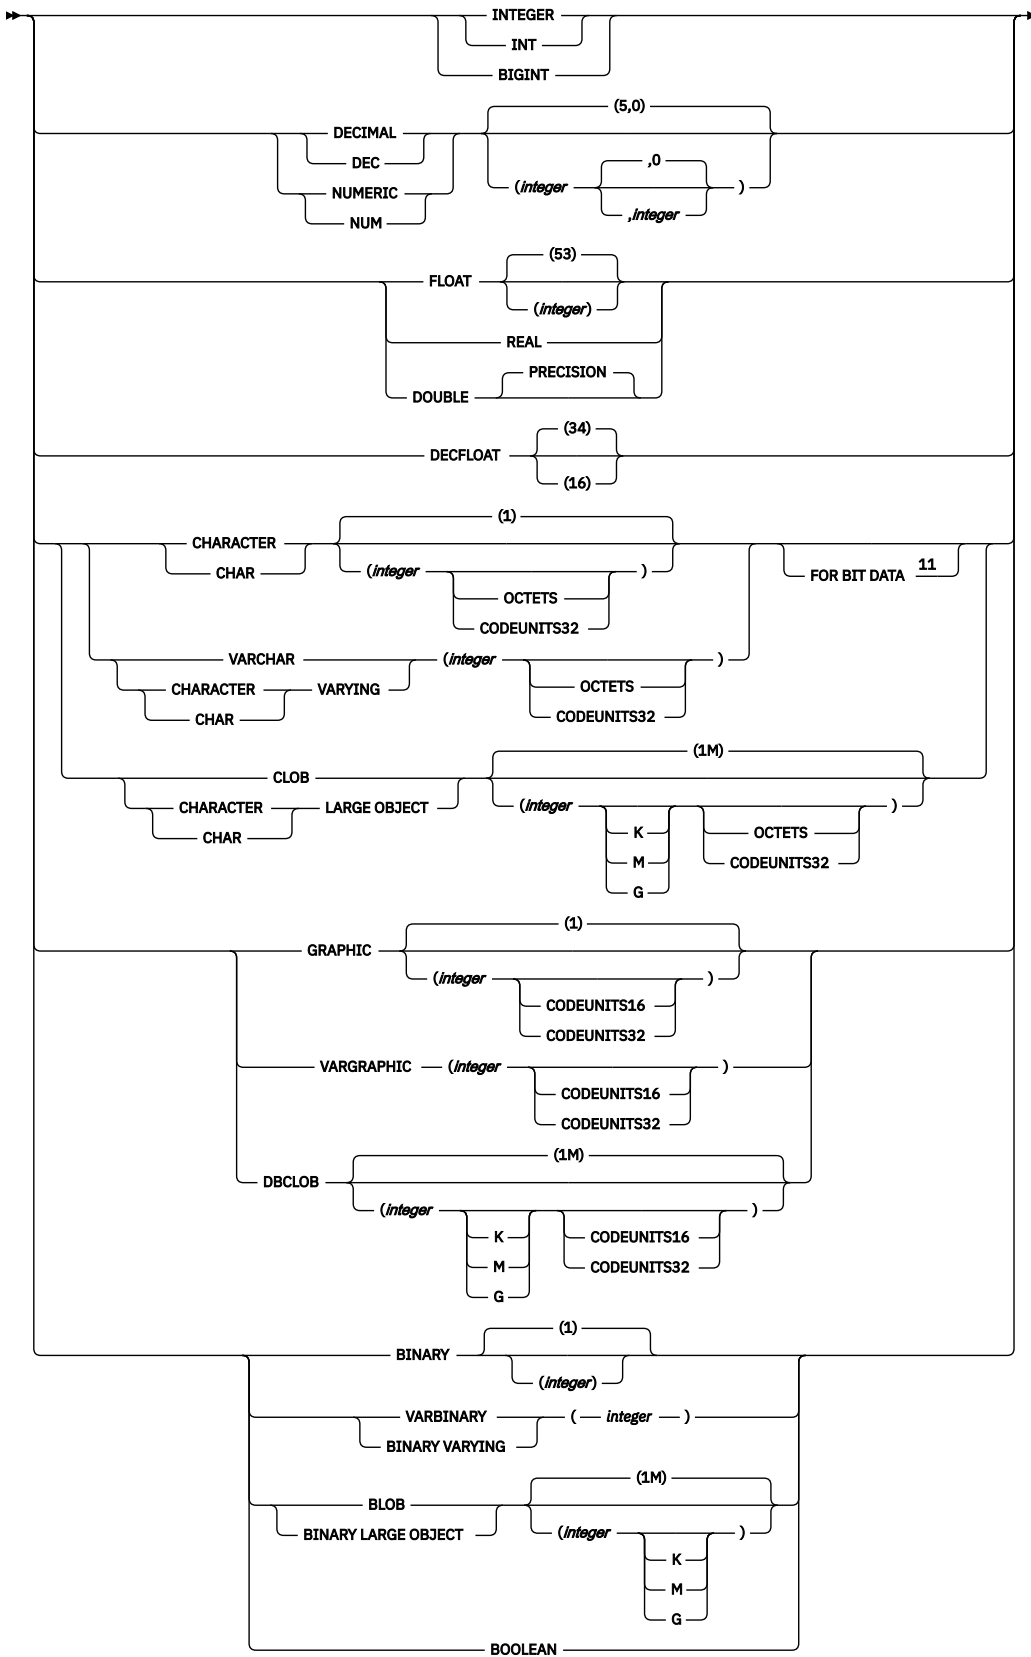 INTEGER
INT
BIGINT
(5,0)
DECIMAL
DEC
,0
(integer )
NUMERIC
,integer
NUM
(53)
FLOAT
(integer)
REAL
PRECISION
DOUBLE
(34)
DECFLOAT
(16)
(1)
CHARACTER
(integer )
CHAR
FOR BIT DATA 11
OCTETS
CODEUNITS32
VARCHAR (integer )
CHARACTER VARYING
OCTETS
CHAR
CODEUNITS32
(1M)
CLOB
CHARACTER LARGE OBJECT
(integer )
CHAR
K
OCTETS
M
CODEUNITS32
G
(1)
GRAPHIC
(integer )
CODEUNITS16
CODEUNITS32
VARGRAPHIC (integer )
CODEUNITS16
CODEUNITS32
(1M)
DBCLOB
(integer )
K
CODEUNITS16
M
CODEUNITS32
G
(1)
BINARY
(integer)
VARBINARY ( integer )
BINARY VARYING
(1M)
BLOB
BINARY LARGE OBJECT
(integer )
K
M
G
BOOLEAN